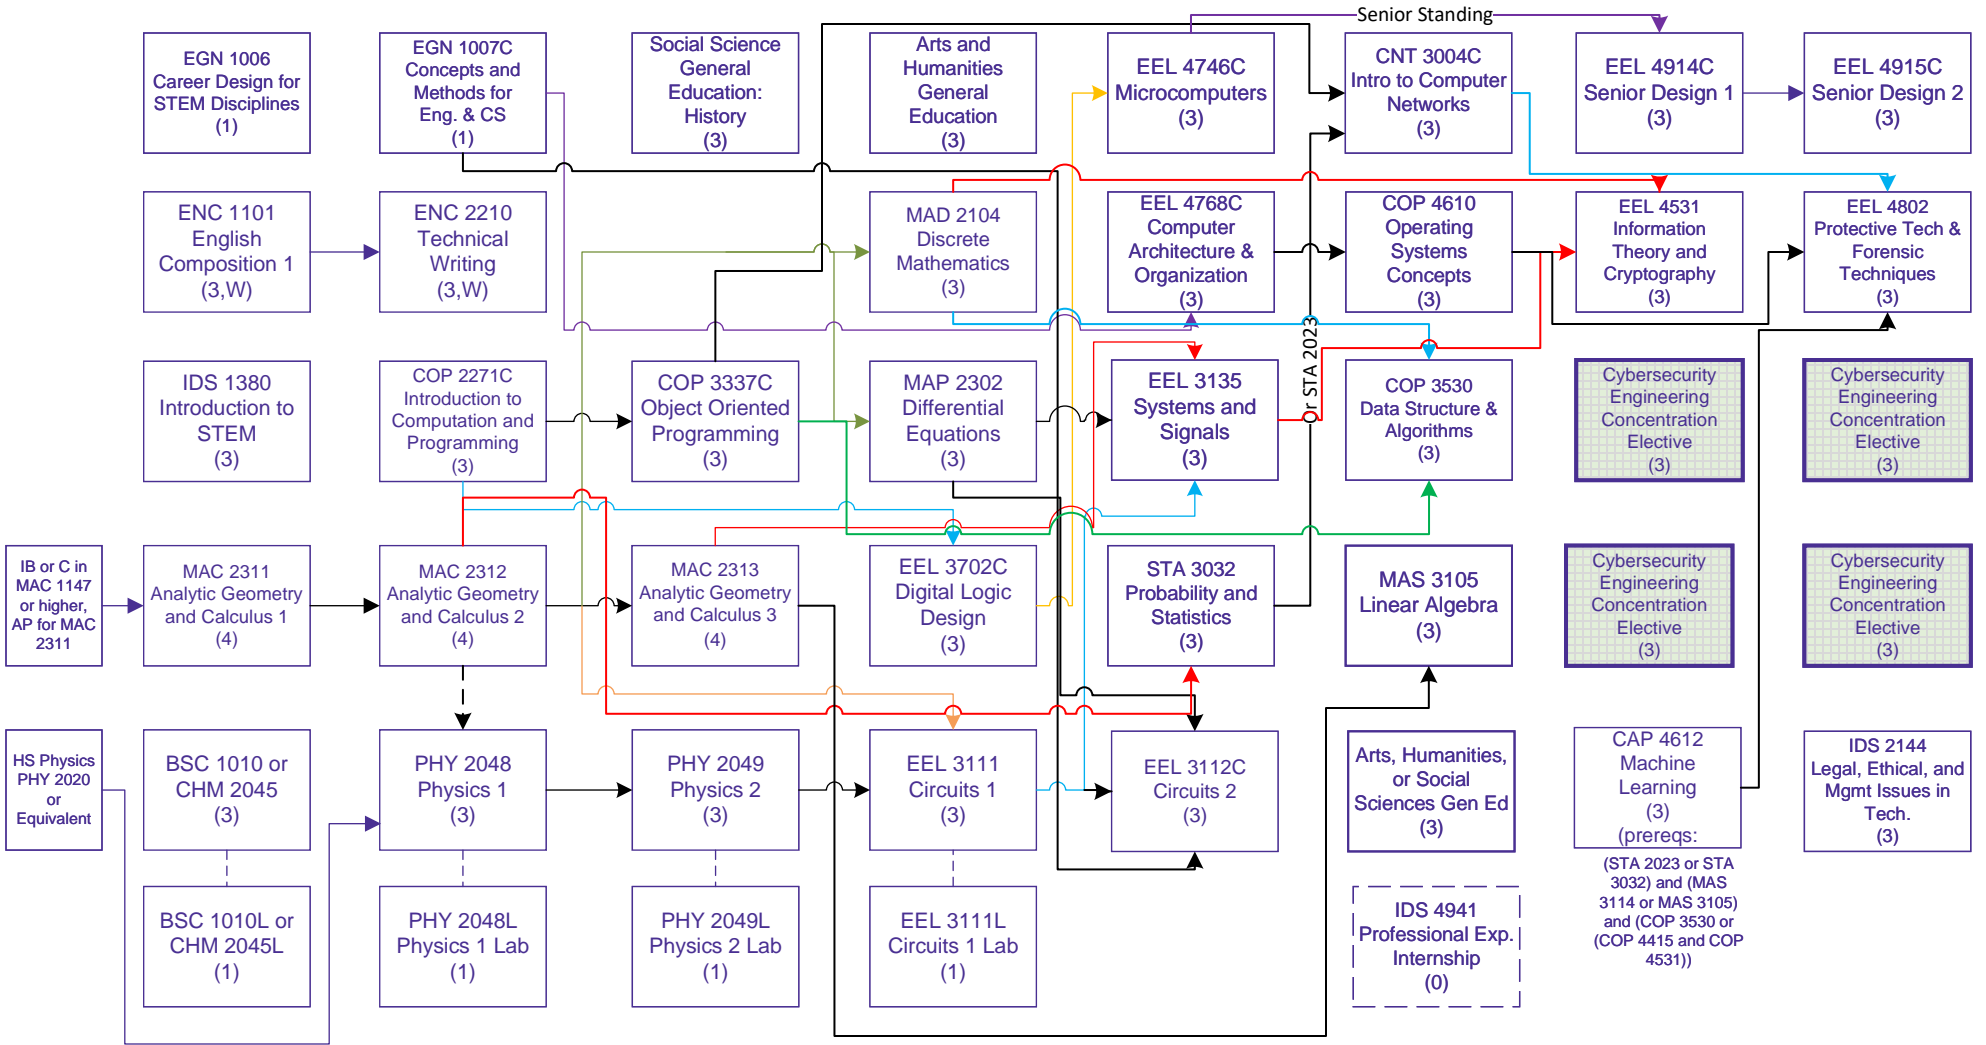 Senior Standing
EGN 1006
Career Design for
STEM Disciplines
(1)
EGN 1007C
Concepts and
Methods for
Eng. & CS
(1)
Social Science
General
Education:
History
(3)
Arts and
Humanities
General
Education
(3)
EEL 4746C
Microcomputers
(3)
CNT 3004C
Intro to Computer
Networks
(3)
EEL 4914C
Senior Design 1
(3)
EEL 4915C
Senior Design 2
(3)
ENC 1101
English
Composition 1
(3,W)
ENC 2210
Technical
Writing
(3,W)
MAD 2104
Discrete
Mathematics
(3)
EEL 4768C
Computer
Architecture &
Organization
(3)
COP 4610
Operating
Systems
Concepts
(3)
EEL 4531
Information
Theory and
Cryptography
(3)
EEL 4802
Protective Tech &
Forensic
Techniques
(3)
IDS 1380
Introduction to
STEM
(3)
COP 2271C
Introduction to
Computation and
Programming
(3)
COP 3337C
Object Oriented
Programming
(3)
MAP 2302
Differential
Equations
(3)
EEL 3135
Systems and
Signals
(3)
Or STA 2023
COP 3530
Data Structure &
Algorithms
(3)
Cybersecurity
Engineering
Concentration
Elective
(3)
Cybersecurity
Engineering
Concentration
Elective
(3)
IB or C in
MAC 1147
or higher,
AP for MAC
2311
MAC 2311
Analytic Geometry
and Calculus 1
(4)
MAC 2312
Analytic Geometry
and Calculus 2
(4)
MAC 2313
Analytic Geometry
and Calculus 3
(4)
EEL 3702C
Digital Logic
Design
(3)
STA 3032
Probability and
Statistics
(3)
MAS 3105
Linear Algebra
(3)
Cybersecurity
Engineering
Concentration
Elective
(3)
Cybersecurity
Engineering
Concentration
Elective
(3)
HS Physics
PHY 2020
or
Equivalent
BSC 1010 or
CHM 2045
(3)
PHY 2048
Physics 1
(3)
PHY 2049
Physics 2
(3)
EEL 3111
Circuits 1
(3)
EEL 3112C
Circuits 2
(3)
Arts, Humanities,
or Social
Sciences Gen Ed
(3)
CAP 4612
Machine
Learning
(3)
(prereqs:
(STA 2023 or STA
3032) and (MAS
3114 or MAS 3105)
and (COP 3530 or
(COP 4415 and COP
4531))
IDS 2144
Legal, Ethical, and
Mgmt Issues in
Tech.
(3)
BSC 1010L or
CHM 2045L
(1)
PHY 2048L
Physics 1 Lab
(1)
PHY 2049L
Physics 2 Lab
(1)
EEL 3111L
Circuits 1 Lab
(1)
IDS 4941
Professional Exp.
Internship
(0)